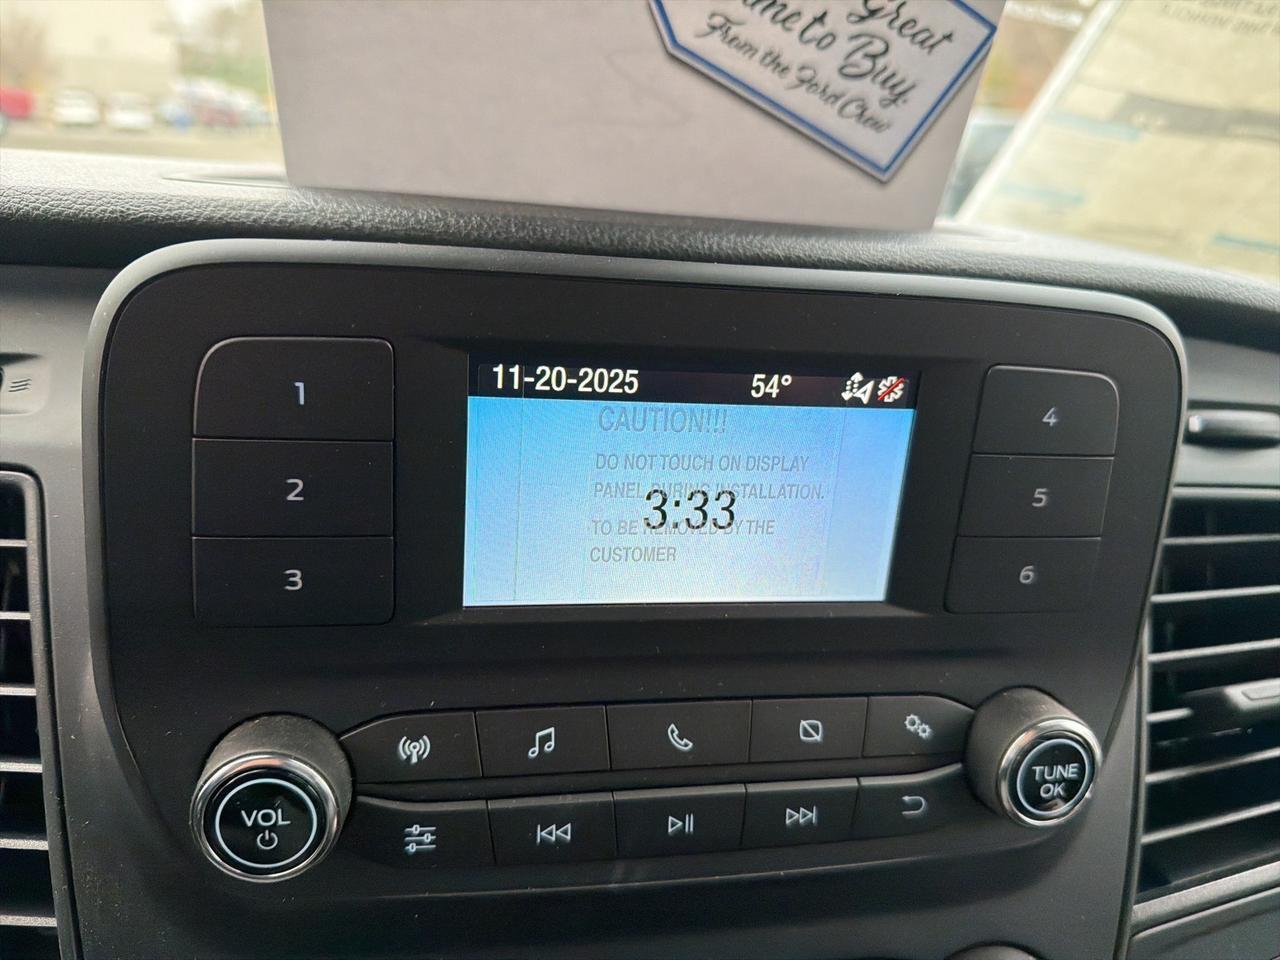 Great
me to Buy.
From the Ford Crew
11-20-2025 54°
CAUTION!!!
DO NOT TOUCH ON DISPLAY
PANEL DURING INSTALLATION.
3:33
TO BE REMOVED BY THE
CUSTOMER
1
2
3
4
5
6
VOL
TUNE
OK